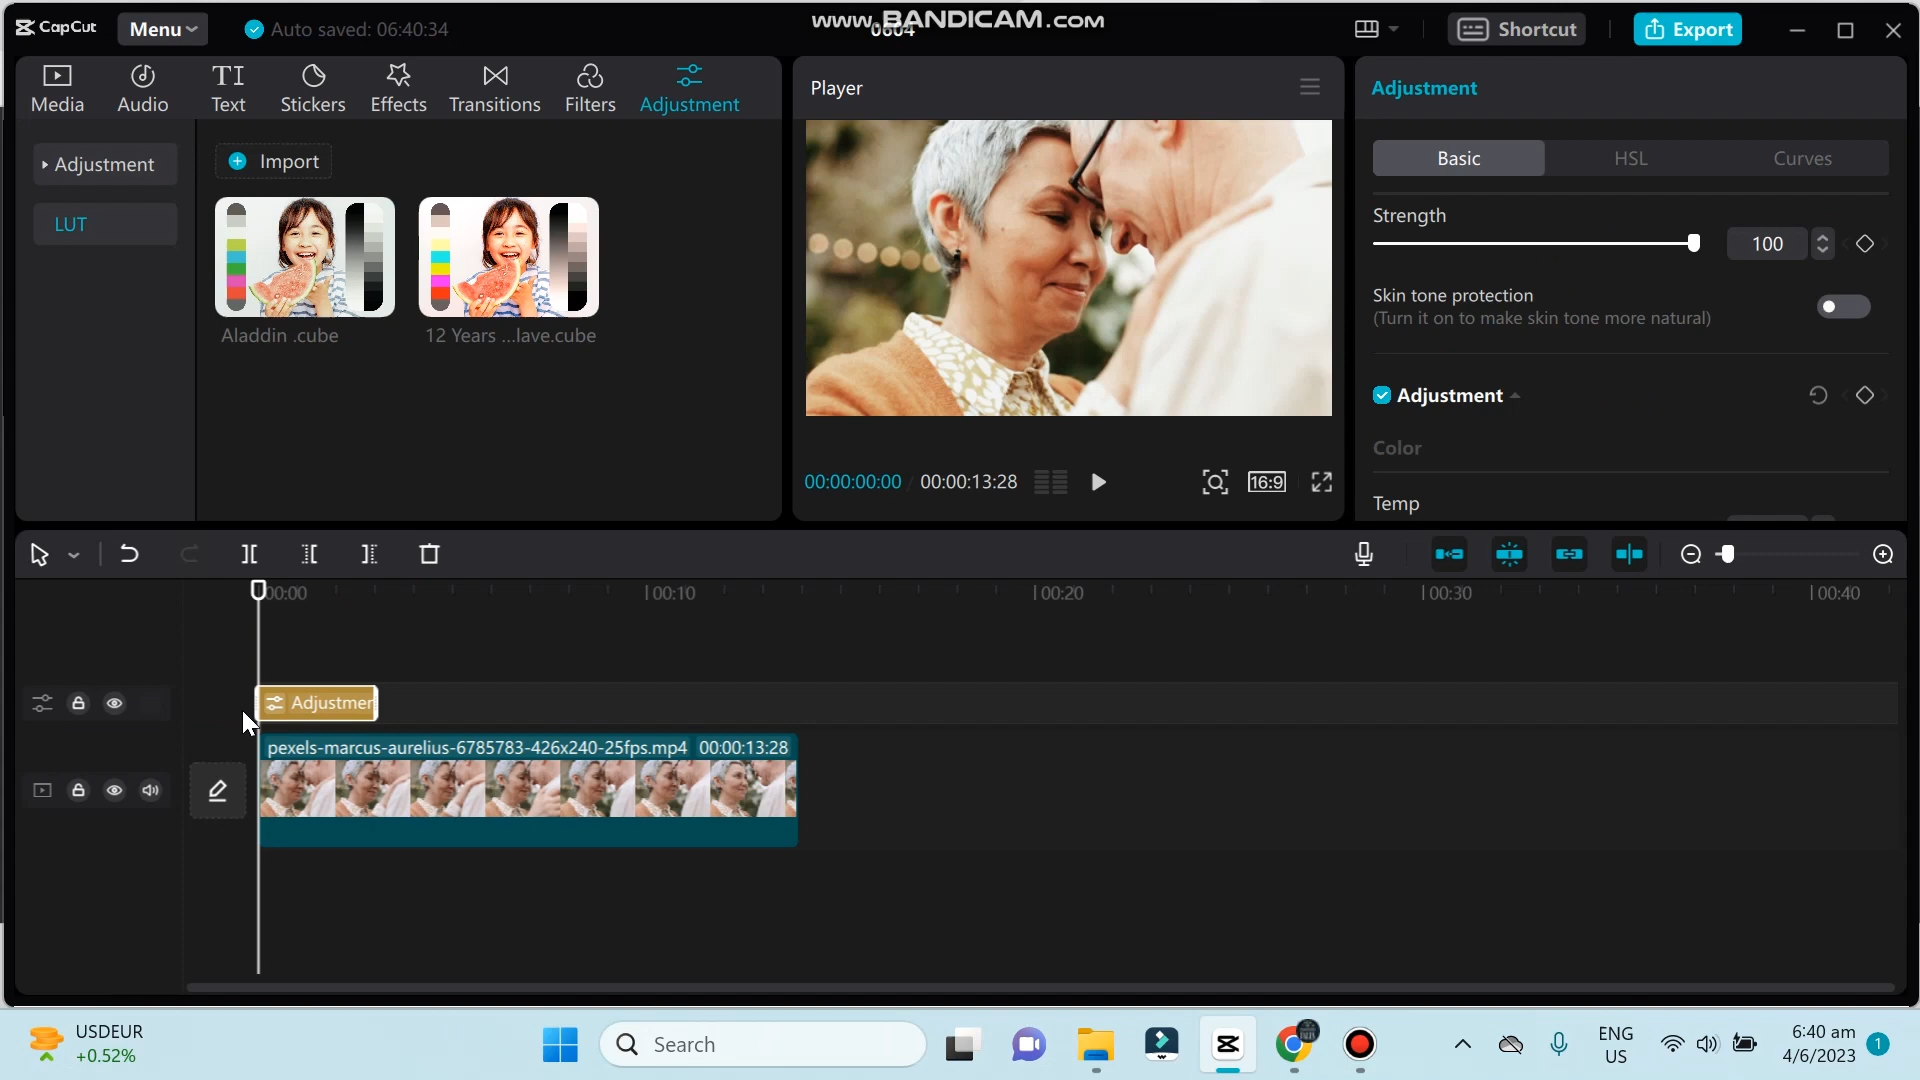 CapCut
Menu
Auto saved: 06:40:34
www.BANDICAM.com
0604
Shortcut
Export
Media
Audio
Text
Stickers
Effects
Transitions
Filters
Adjustment
Player
Adjustment
Adjustment
LUT
Import
Aladdin .cube
12 Years ...lave.cube
Basic
HSL
Curves
Strength
100
Skin tone protection
(Turn it on to make skin tone more natural)
Adjustment
Color
Temp
00:00:00:00 / 00:00:13:28
16:9
00:00
00:10
00:20
00:30
00:40
Adjustmer
pexels-marcus-aurelius-6785783-426x240-25fps.mp4 00:00:13:28
USDEUR
+0.52%
Search
ENG
US
6:40 am
4/6/2023
1